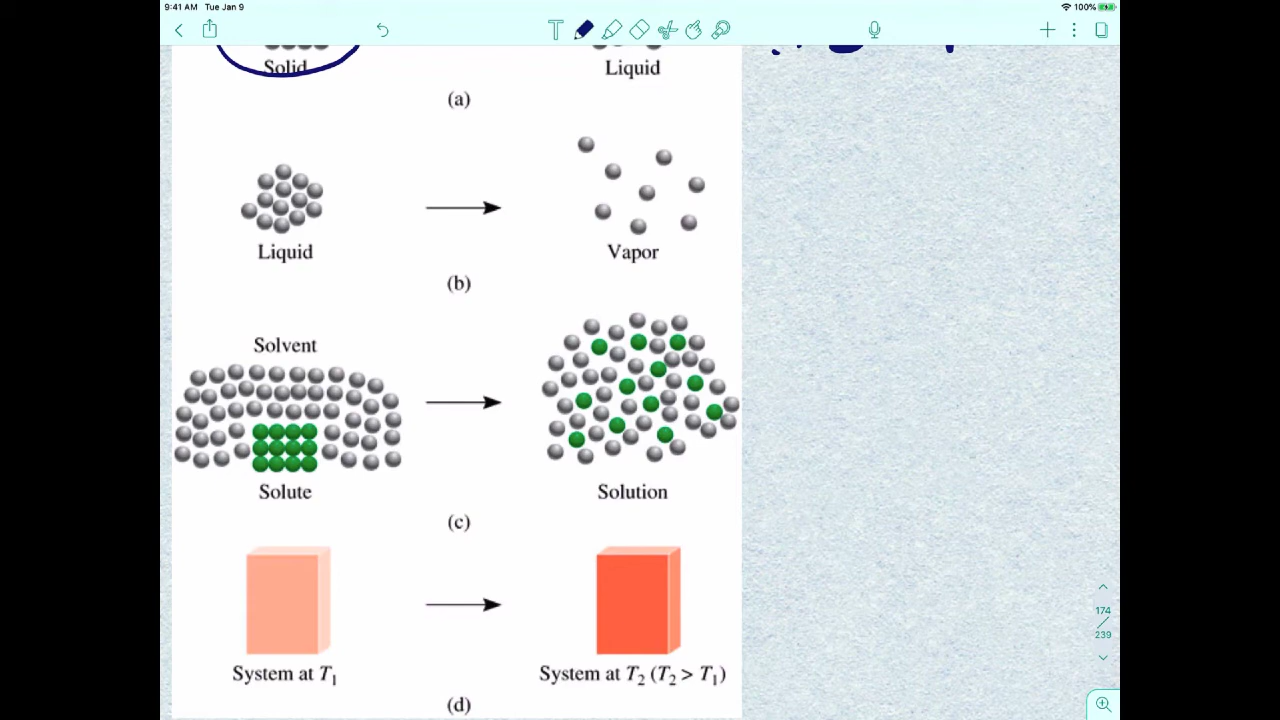 9:41 AM Tue Jan 9
100%
T
Solid
Liquid
(a)
Liquid
Vapor
(b)
Solvent
Solute
Solution
(c)
System at T₁
System at T₂ (T₂ > T₁)
(d)
174
239